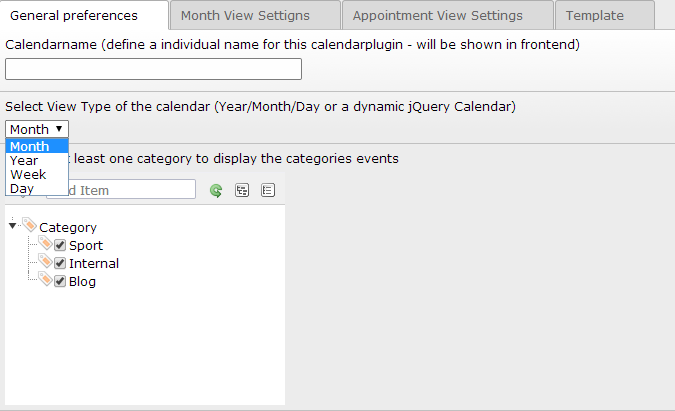 General preferences Month View Settigns Appointment View Settings Template
Calendarname (define a individual name for this calendarplugin - will be shown in frontend)
Select View Type of the calendar (Year/Month/Day or a dynamic jQuery Calendar)
Month
Month
Year
Week
Day
least one category to display the categories events
Item
Category
Sport
Internal
Blog